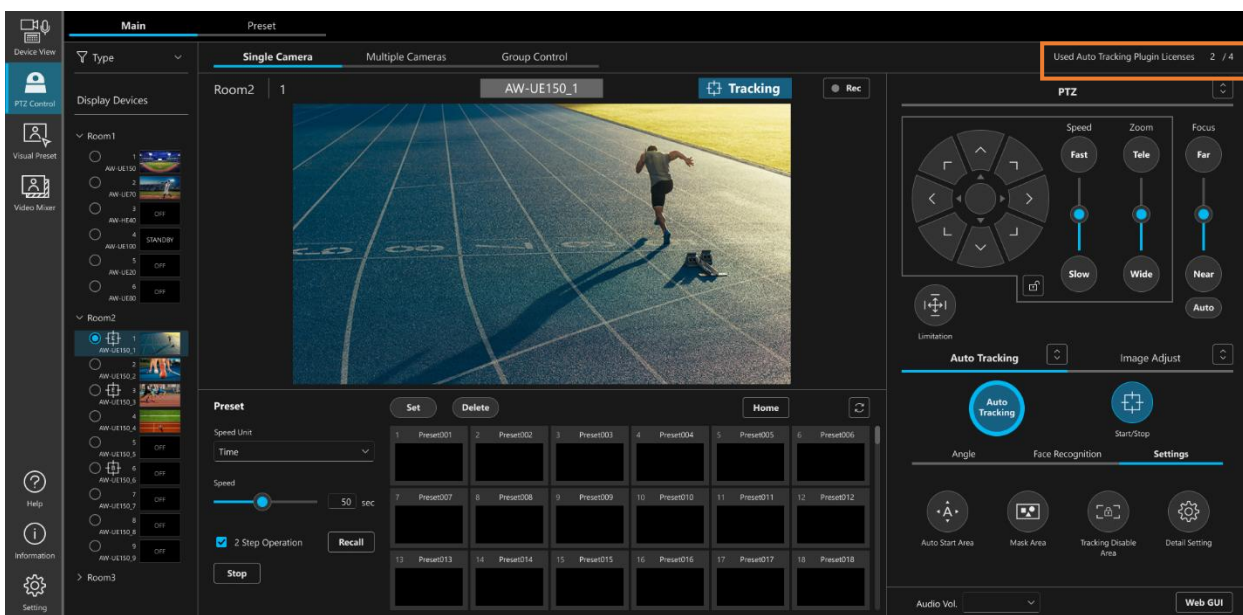 Main
Preset
Device View
PTZ Control
Visual Preset
Video Mixer
Help
Information
Setting
Type
Display Devices
Room1
1
AW-UE150
2
AW-UE70
3
AW-HE40
OFF
4
AW-UE100
STANDBY
5
AW-UE20
OFF
6
AW-UE80
OFF
Room2
1
AW-UE150_1
2
AW-UE150_2
3
AW-UE150_3
4
AW-UE150_4
5
AW-UE150_5
OFF
6
AW-UE150_6
OFF
7
AW-UE150_7
OFF
8
AW-UE150_8
OFF
9
AW-UE150_9
OFF
Room3
Single Camera
Multiple Cameras
Group Control
Used Auto Tracking Plugin Licenses 2 / 4
Room2 1
AW-UE150_1
Tracking
Rec
Preset
Set
Delete
Home
Speed Unit
Time
Speed
50 sec
2 Step Operation
Recall
Stop
1 Preset001
2 Preset002
3 Preset003
4 Preset004
5 Preset005
6 Preset006
7 Preset007
8 Preset008
9 Preset009
10 Preset010
11 Preset011
12 Preset012
13 Preset013
14 Preset014
15 Preset015
16 Preset016
17 Preset017
18 Preset018
PTZ
Speed
Zoom
Focus
Fast
Tele
Far
Slow
Wide
Near
Auto
Limitation
Auto Tracking
Image Adjust
Auto
Tracking
Start/Stop
Angle
Face Recognition
Settings
Auto Start Area
Mask Area
Tracking Disable
Area
Detail Setting
Audio Vol.
Web GUI